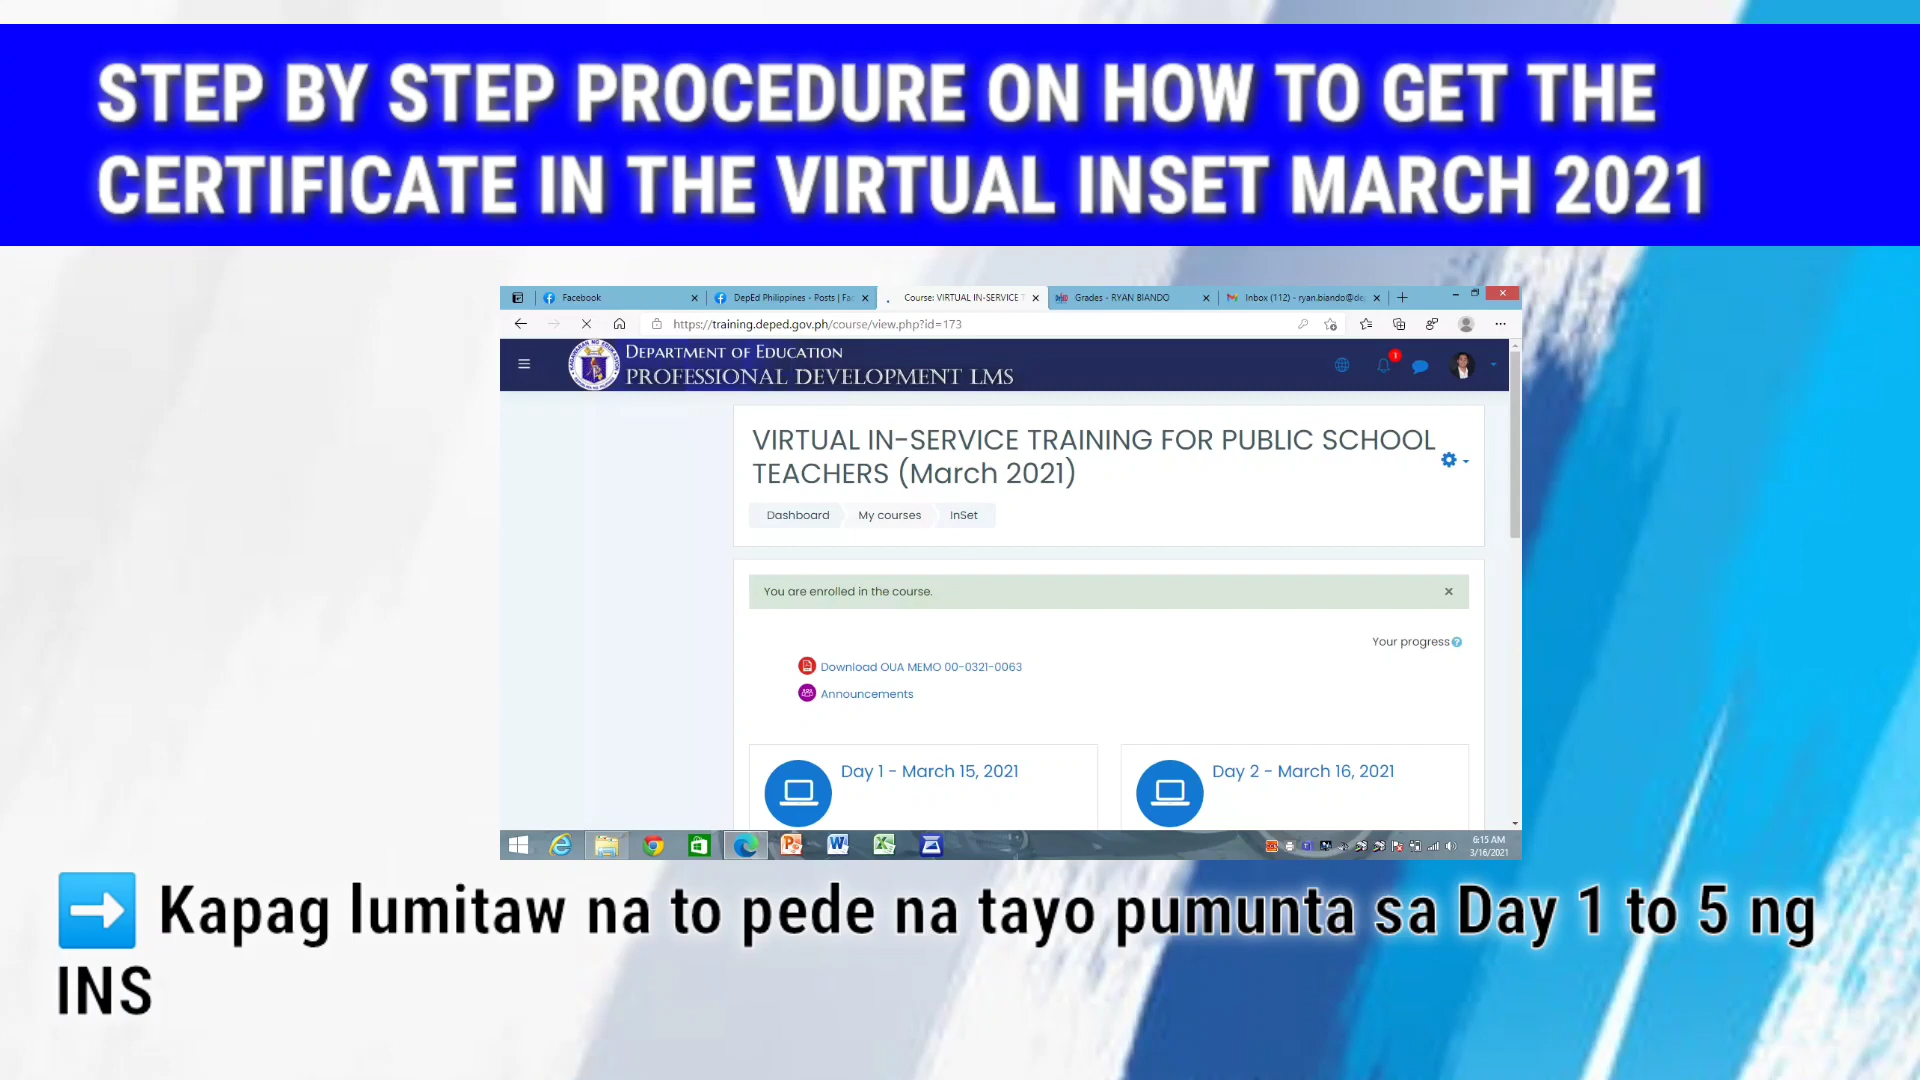 STEP BY STEP PROCEDURE ON HOW TO GET THE
CERTIFICATE IN THE VIRTUAL INSET MARCH 2021
Facebook
DepEd Philippines - Posts | Fa
Course: VIRTUAL IN-SERVICE T
Grades - RYAN BIANDO
Inbox (112) - ryan.biando@de
https://training.deped.gov.ph/course/view.php?id=173
DEPARTMENT OF EDUCATION
PROFESSIONAL DEVELOPMENT LMS
1
VIRTUAL IN-SERVICE TRAINING FOR PUBLIC SCHOOL
TEACHERS (March 2021)
Dashboard
My courses
InSet
You are enrolled in the course.
Your progress
Download OUA MEMO 00-0321-0063
Announcements
Day 1 - March 15, 2021
Day 2 - March 16, 2021
6:15 AM
3/16/2021
Kapag lumitaw na to pede na tayo pumunta sa Day 1 to 5 ng
INS